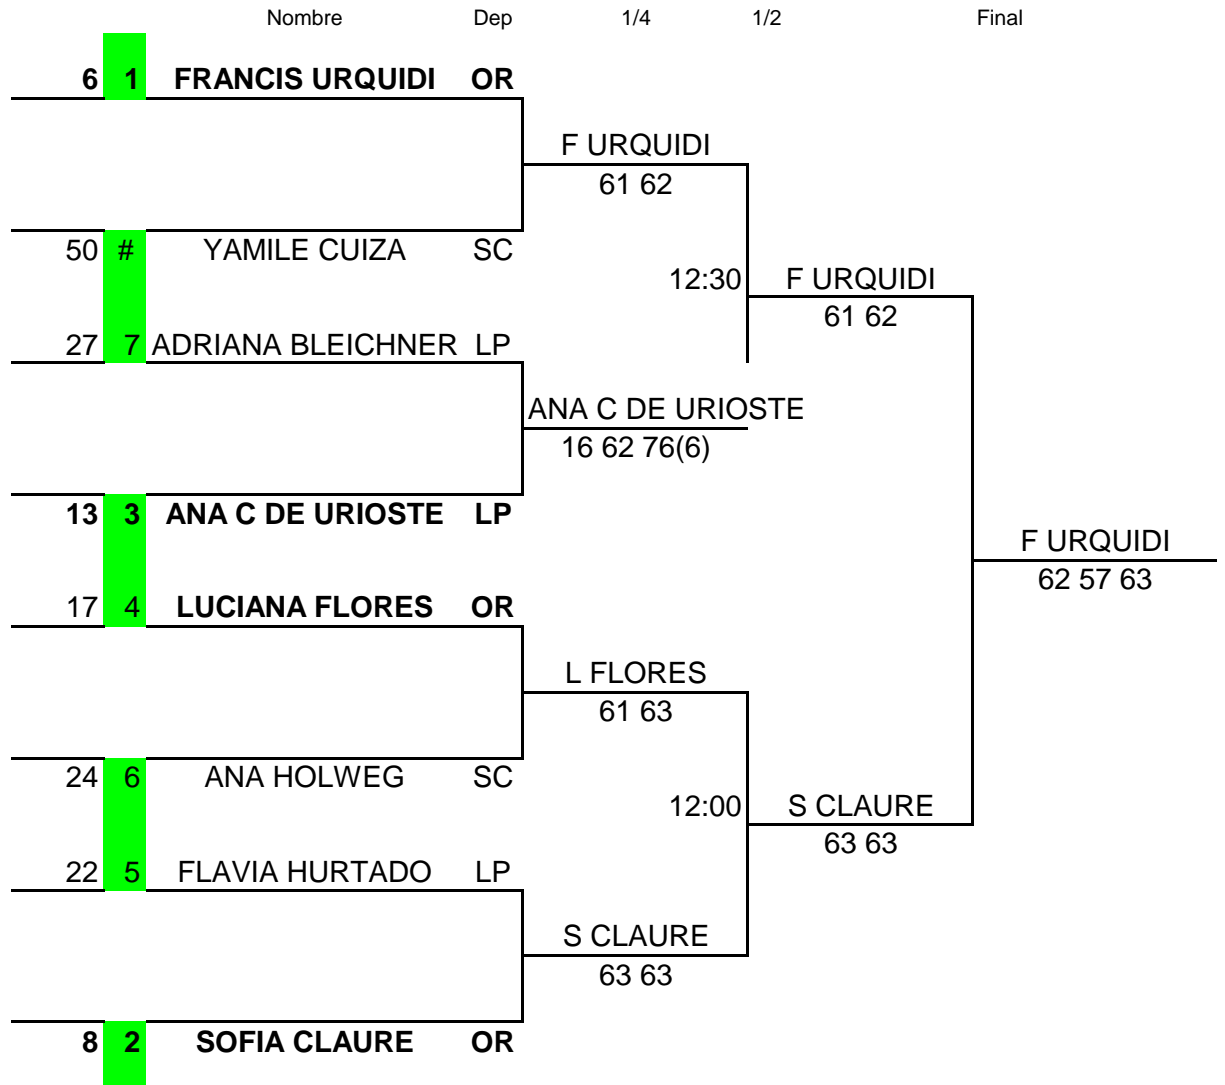 Nombre Dep 1/4 1/2 Final
6 1 FRANCIS URQUIDI OR
F URQUIDI
61 62
50 # YAMILE CUIZA SC
12:30 F URQUIDI
61 62
27 7 ADRIANA BLEICHNER LP
ANA C DE URIOSTE
16 62 76(6)
13 3 ANA C DE URIOSTE LP
F URQUIDI
62 57 63
17 4 LUCIANA FLORES OR
L FLORES
61 63
24 6 ANA HOLWEG SC
12:00 S CLAURE
63 63
22 5 FLAVIA HURTADO LP
S CLAURE
63 63
8 2 SOFIA CLAURE OR